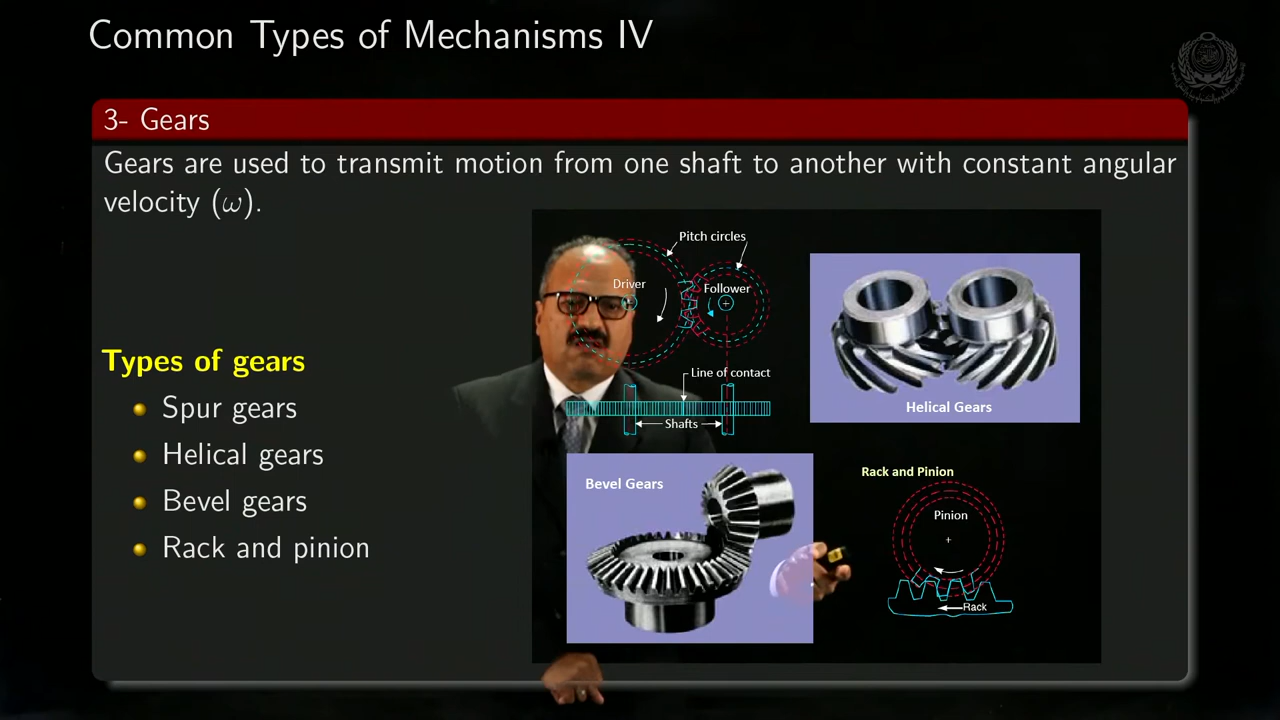 Common Types of Mechanisms IV
3- Gears
Gears are used to transmit motion from one shaft to another with constant angular
velocity (ω).
Types of gears
Spur gears
Helical gears
Bevel gears
Rack and pinion
Pitch circles
Driver
Follower
Line of contact
Shafts
Helical Gears
Bevel Gears
Rack and Pinion
Pinion
Rack